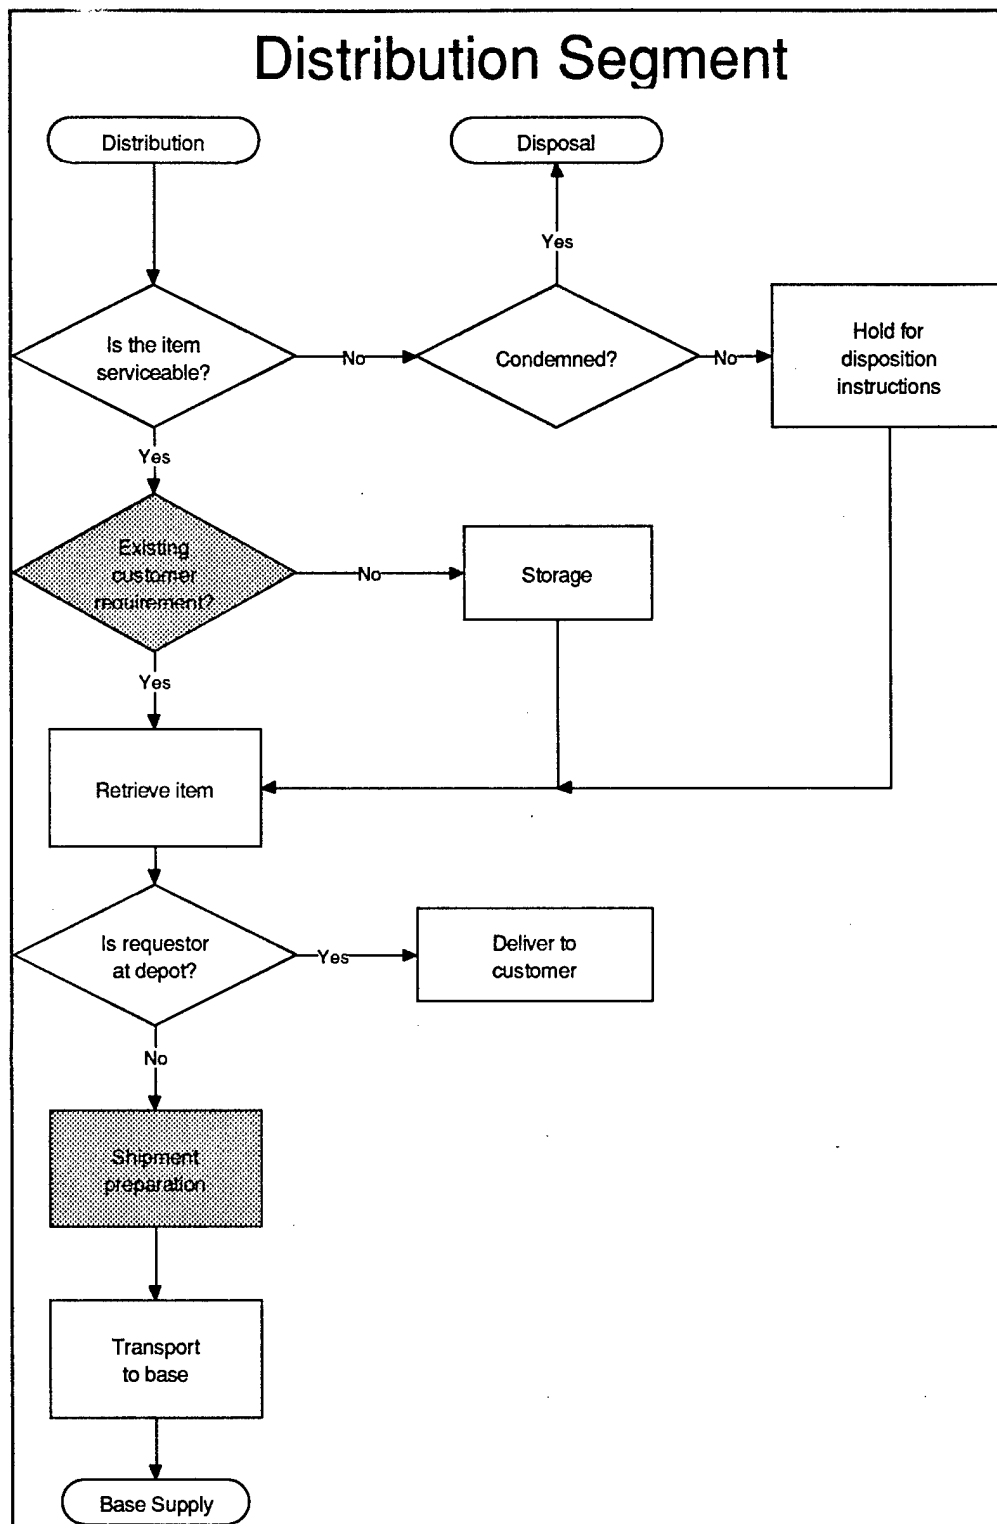 Distribution Segment
Distribution
Disposal
Yes
Is the item
serviceable?
No
Condemned?
No
Hold for
disposition
instructions
Yes
Existing
customer
requirement?
No
Storage
Yes
Retrieve item
Is requestor
at depot?
Yes
Deliver to
customer
No
Shipment
preparation
Transport
to base
Base Supply